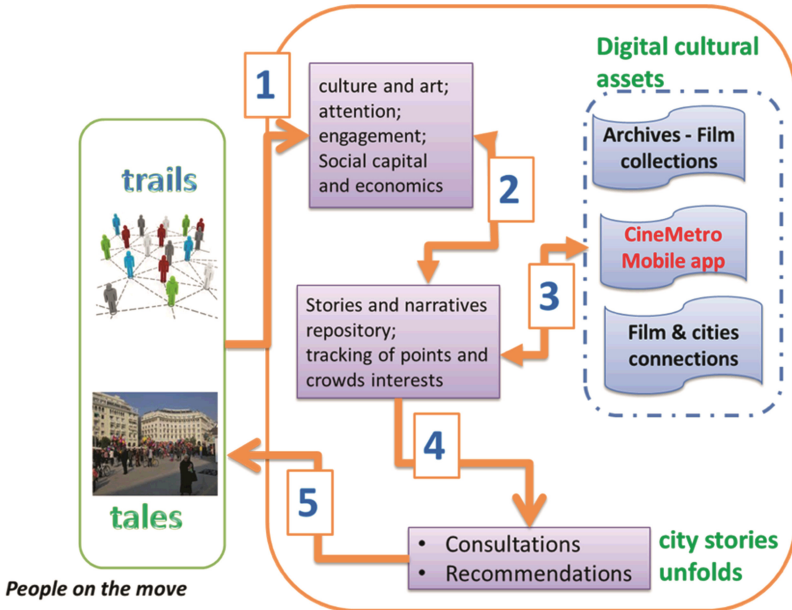 trails
tales
People on the move
1
culture and art;
attention;
engagement;
Social capital
and economics
2
Stories and narratives
repository;
tracking of points and
crowds interests
3
Digital cultural
assets
Archives - Film
collections
CineMetro
Mobile app
Film & cities
connections
4
• Consultations
• Recommendations
city stories
unfolds
5